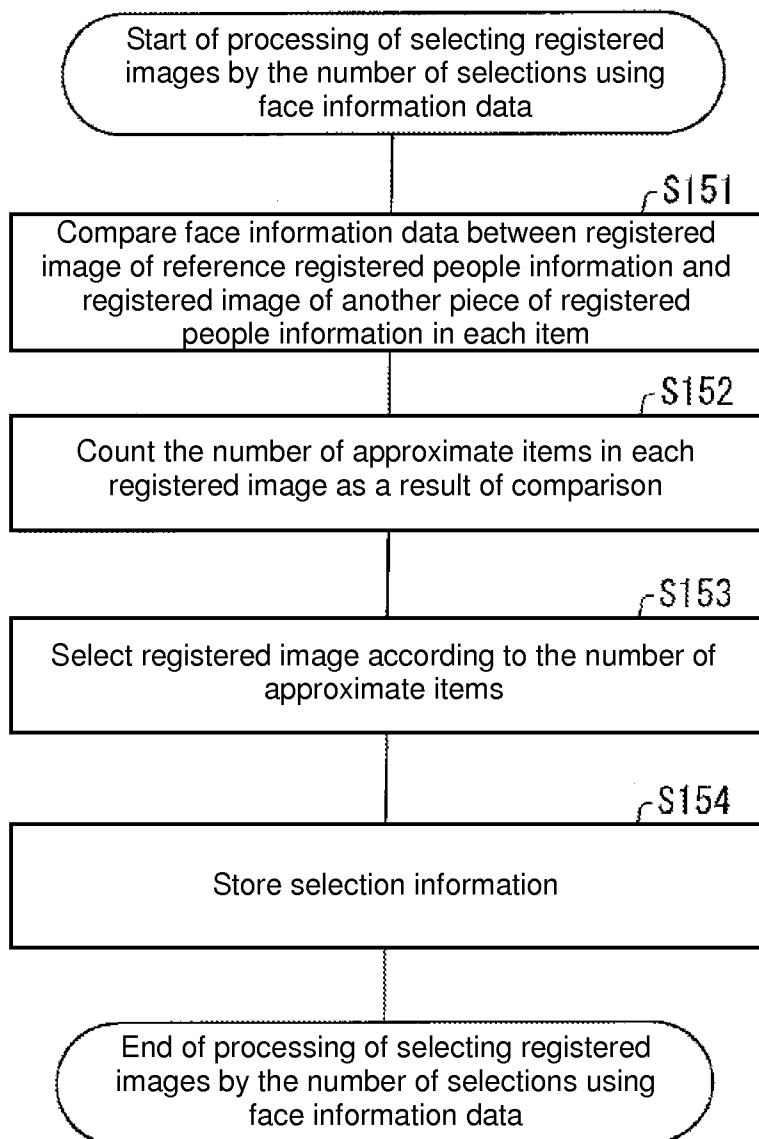 Start of processing of selecting registered
images by the number of selections using
face information data
S151
Compare face information data between registered
image of reference registered people information and
registered image of another piece of registered
people information in each item
S152
Count the number of approximate items in each
registered image as a result of comparison
S153
Select registered image according to the number of
approximate items
S154
Store selection information
End of processing of selecting registered
images by the number of selections using
face information data